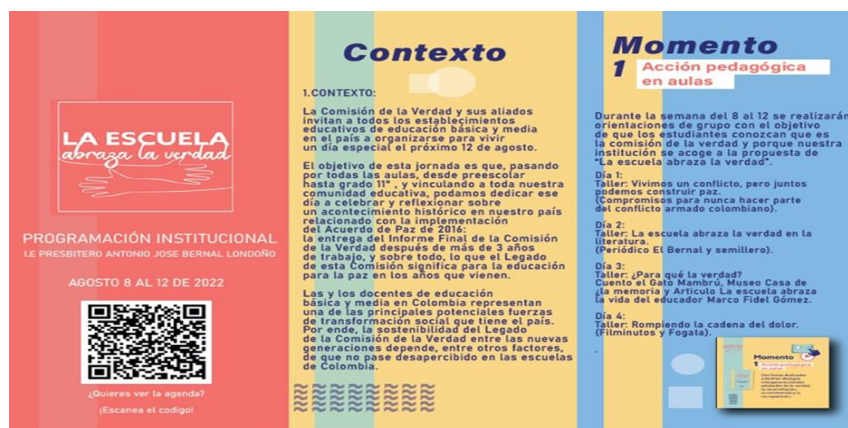 LA ESCUELA
abraza la verdad
PROGRAMACIÓN INSTITUCIONAL
I.E PRESBITERO ANTONIO JOSE BERNAL LONDOÑO
AGOSTO 8 AL 12 DE 2022
¿Quieres ver la agenda?
¡Escanea el codigo!
Contexto
1.CONTEXTO:
La Comisión de la Verdad y sus aliados
invitan a todos los establecimientos
educativos de educación básica y media
en el país a organizarse para vivir
un día especial el próximo 12 de agosto.
El objetivo de esta jornada es que, pasando
por todas las aulas, desde preescolar
hasta grado 11° , y vinculando a toda nuestra
comunidad educativa, podamos dedicar ese
día a celebrar y reflexionar sobre
un acontecimiento histórico en nuestro país
relacionado con la implementación
del Acuerdo de Paz de 2016:
la entrega del Informe Final de la Comisión
de la Verdad después de más de 3 años
de trabajo, y sobre todo, lo que el Legado
de esta Comisión significa para la educación
para la paz en los años que vienen.
Las y los docentes de educación
básica y media en Colombia representan
una de las principales potenciales fuerzas
de transformación social que tiene el país.
Por ende, la sostenibilidad del Legado
de la Comisión de la Verdad entre las nuevas
generaciones depende, entre otros factores,
de que no pase desapercibido en las escuelas
de Colombia.
Momento
1 Acción pedagógica
en aulas
Durante la semana del 8 al 12 se realizarán
orientaciones de grupo con el objetivo
de que los estudiantes conozcan que es
la comisión de la verdad y porque nuestra
institución se acoge a la propuesta de
"La escuela abraza la verdad".
Día 1:
Taller: Vivimos un conflicto, pero juntos
podemos construir paz.
(Compromisos para nunca hacer parte
del conflicto armado colombiano).
Día 2:
Taller: La escuela abraza la verdad en la
literatura.
(Periódico El Bernal y semillero).
Día 3:
Taller: ¿Para qué la verdad?
Cuento el Gato Mambrú, Museo Casa de
¿la memoria y Articulo La escuela abraza
la vida del educador Marco Fidel Gómez.
Día 4:
Taller: Rompiendo la cadena del dolor.
(Filminutos y Fogata).
.
Momento
1 Acción pedagógica
en aulas